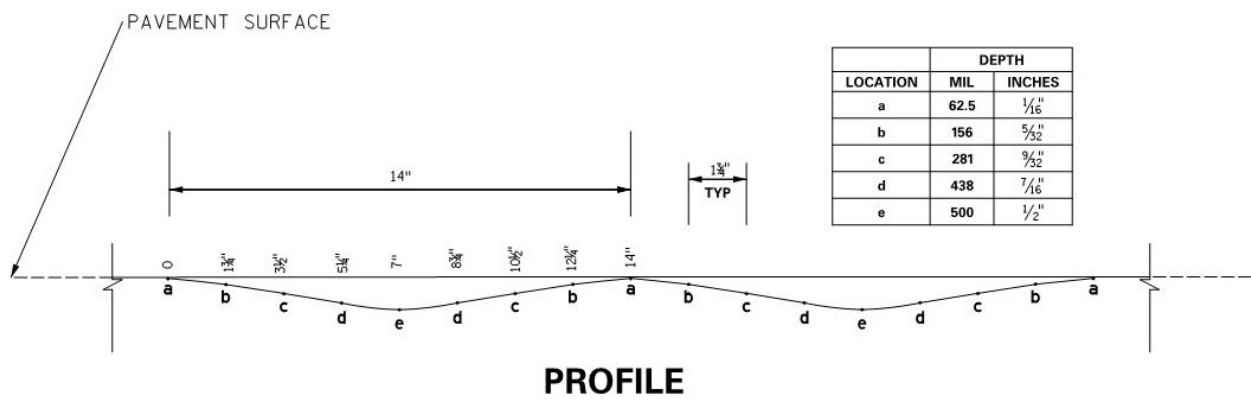 PAVEMENT SURFACE
DEPTH
LOCATION MIL INCHES
a 62.5 1/16"
b 156 5/32"
c 281 9/32"
d 438 7/16"
e 500 1/2"
14"
1¾"
TYP
0 1¾" 3½" 5¼" 7" 8¾" 10½" 12¼" 14"
a b c d e d c b a b c d e d c b a
PROFILE